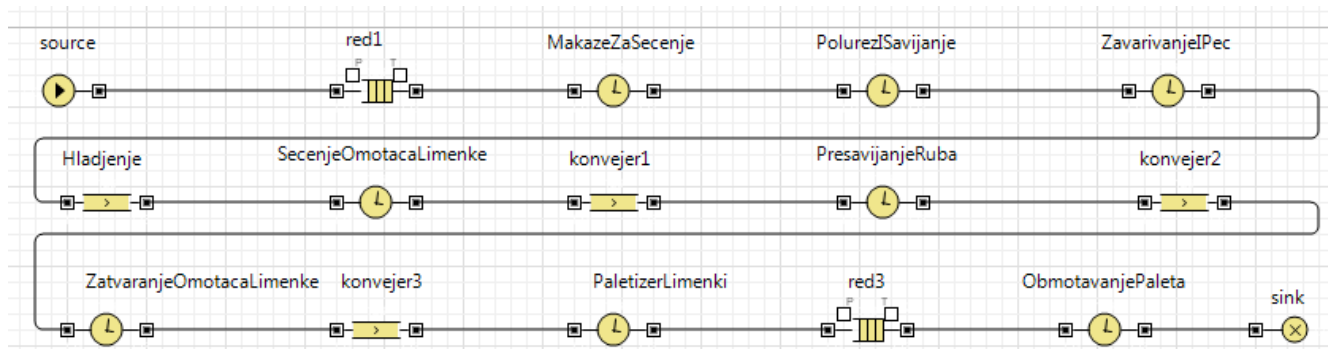 source red1 MakazeZaSecenje PolurezISavijanje ZavarivanjeIPec
P T
Hladjenje SecenjeOmotacaLimenke konvejer1 PresavijanjeRuba konvejer2
ZatvaranjeOmotacaLimenke konvejer3 PaletizerLimenki red3 ObmotavanjePaleta sink
P T